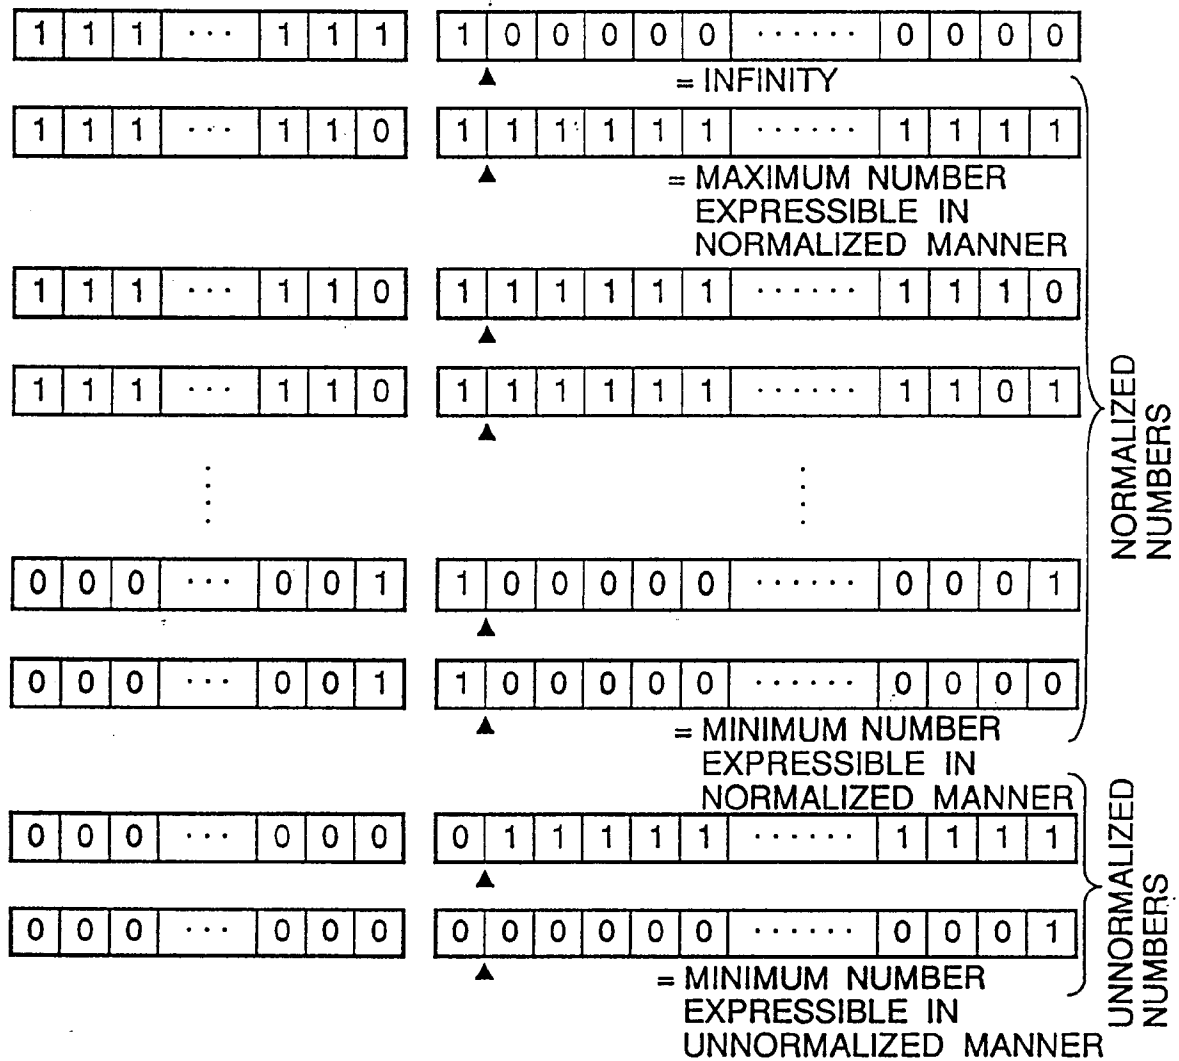 1 1 1 ··· 1 1 1 1 0 0 0 0 0 ······ 0 0 0 0
= INFINITY
1 1 1 ··· 1 1 0 1 1 1 1 1 1 ······ 1 1 1 1
= MAXIMUM NUMBER
EXPRESSIBLE IN
NORMALIZED MANNER
1 1 1 ··· 1 1 0 1 1 1 1 1 1 ······ 1 1 1 0
1 1 1 ··· 1 1 0 1 1 1 1 1 1 ······ 1 1 0 1
0 0 0 ··· 0 0 1 1 0 0 0 0 0 ······ 0 0 0 1
0 0 0 ··· 0 0 1 1 0 0 0 0 0 ······ 0 0 0 0
= MINIMUM NUMBER
EXPRESSIBLE IN
NORMALIZED MANNER
NORMALIZED
NUMBERS
0 0 0 ··· 0 0 0 0 1 1 1 1 1 ······ 1 1 1 1
0 0 0 ··· 0 0 0 0 0 0 0 0 0 ······ 0 0 0 1
= MINIMUM NUMBER
EXPRESSIBLE IN
UNNORMALIZED MANNER
UNNORMALIZED
NUMBERS